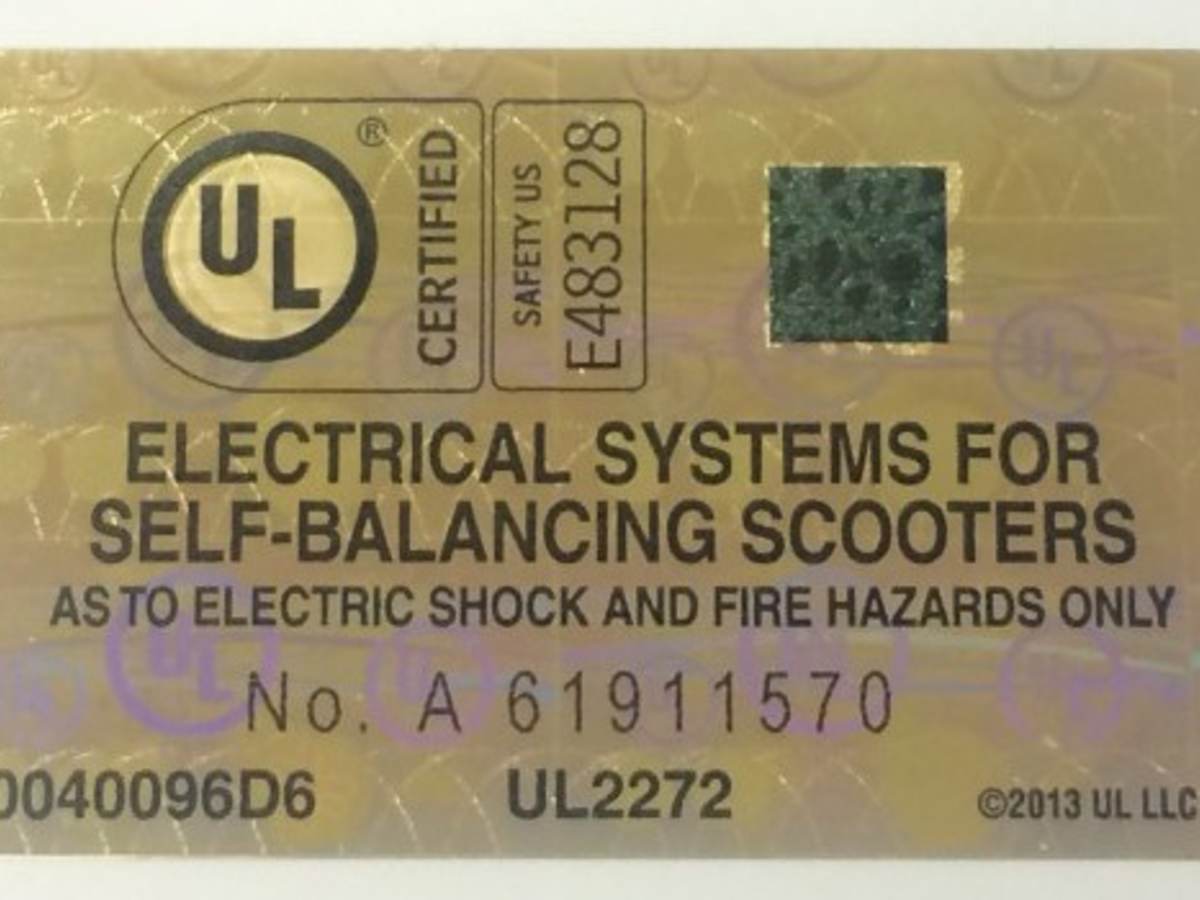 UL ®
CERTIFIED
SAFETY US
E483128
ELECTRICAL SYSTEMS FOR
SELF-BALANCING SCOOTERS
AS TO ELECTRIC SHOCK AND FIRE HAZARDS ONLY
No. A 61911570
0040096D6 UL2272 ©2013 UL LLC